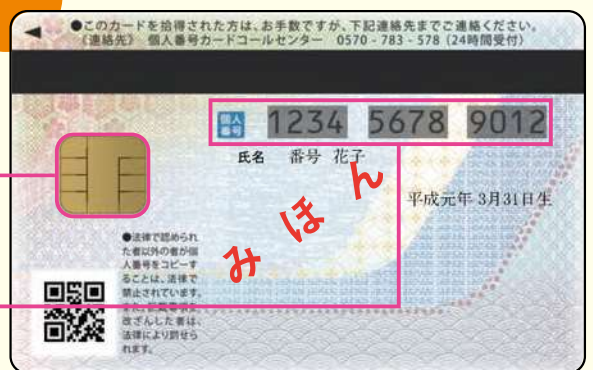 ●このカードを拾得された方は、お手数ですが、下記連絡先までご連絡ください。
《連絡先》 個人番号カードコールセンター 0570-783-578(24時間受付)
個人番号 1234 5678 9012
氏名 番号 花子
平成元年 3月31日生
みほん
●法律で認められ
た者以外の者が個
人番号をコピーす
ることは、法律で
禁止されています。
改ざんした者は、
法律により罰せら
れます。